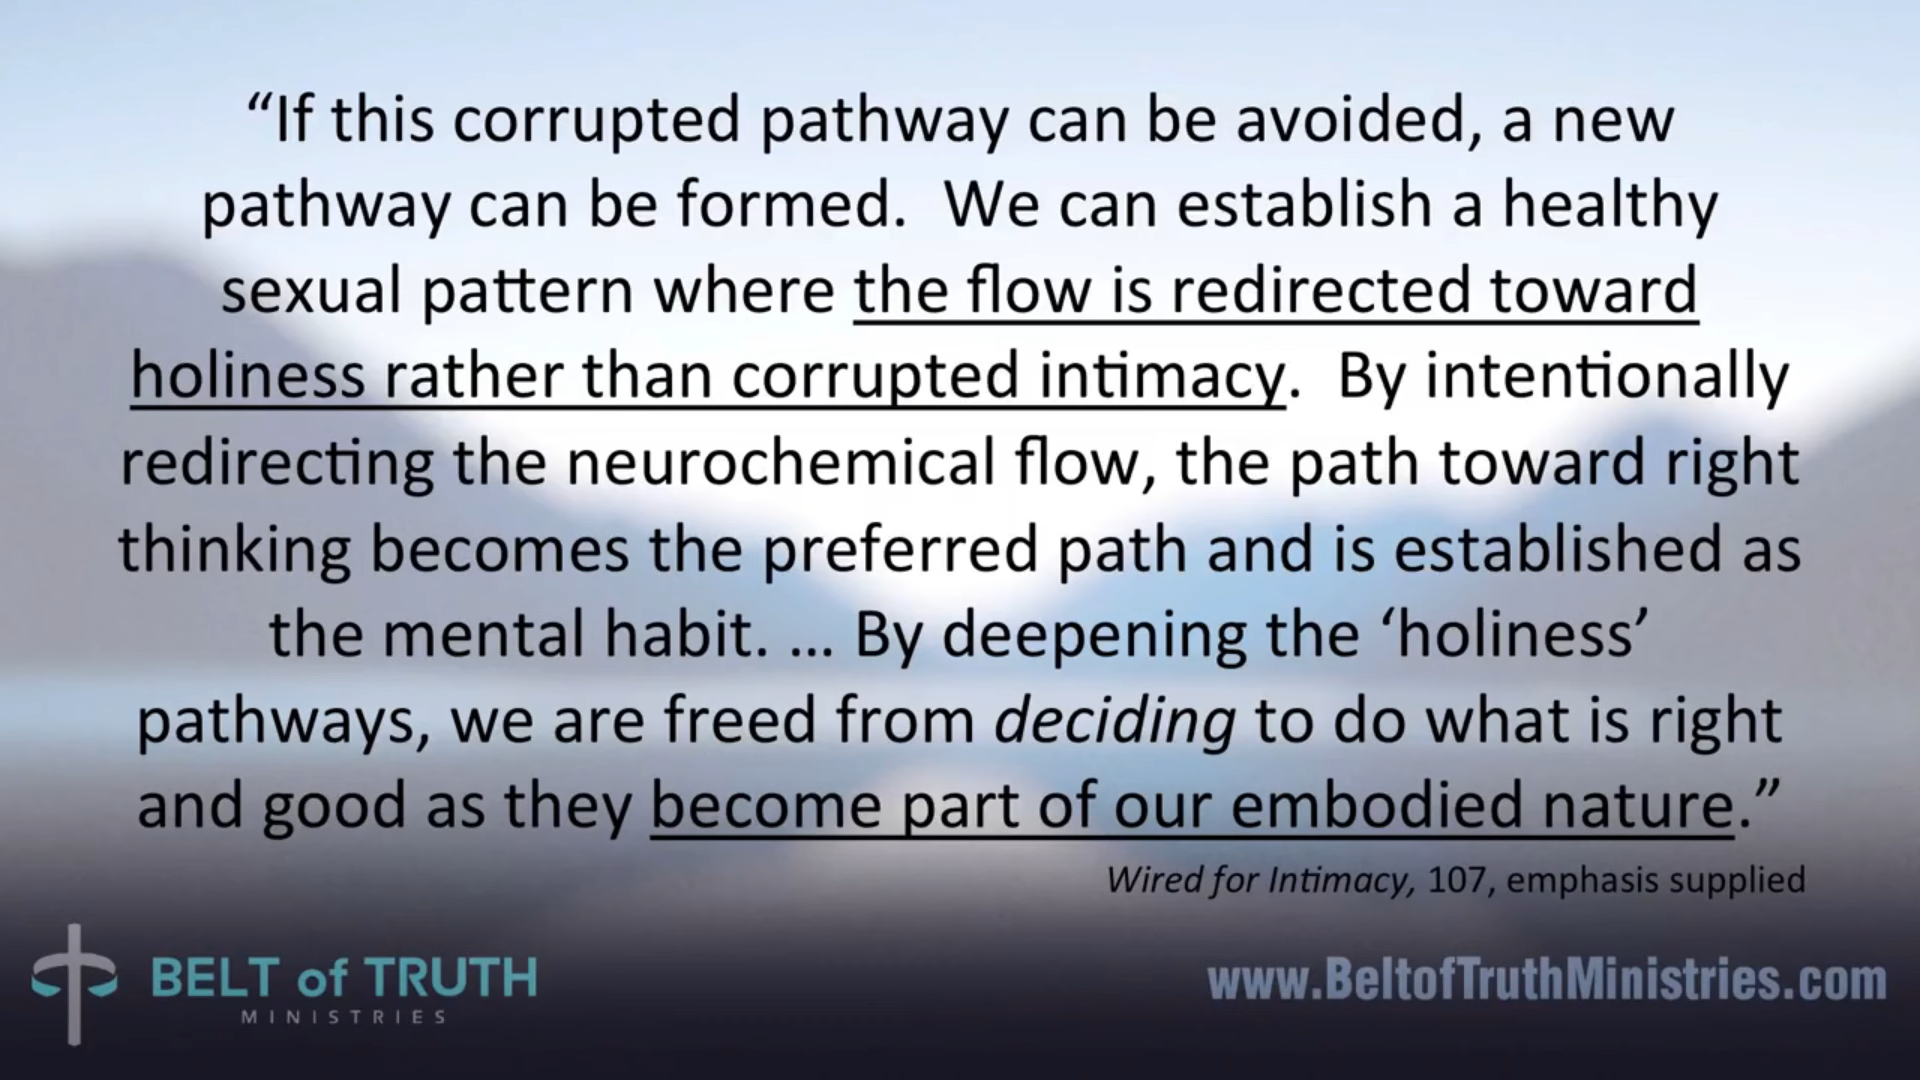 “If this corrupted pathway can be avoided, a new
pathway can be formed.  We can establish a healthy
sexual pattern where the flow is redirected toward
holiness rather than corrupted intimacy.  By intentionally
redirecting the neurochemical flow, the path toward right
thinking becomes the preferred path and is established as
the mental habit. … By deepening the ‘holiness’
pathways, we are freed from deciding to do what is right
and good as they become part of our embodied nature.”
Wired for Intimacy, 107, emphasis supplied
BELT of TRUTH
MINISTRIES
www.BeltofTruthMinistries.com